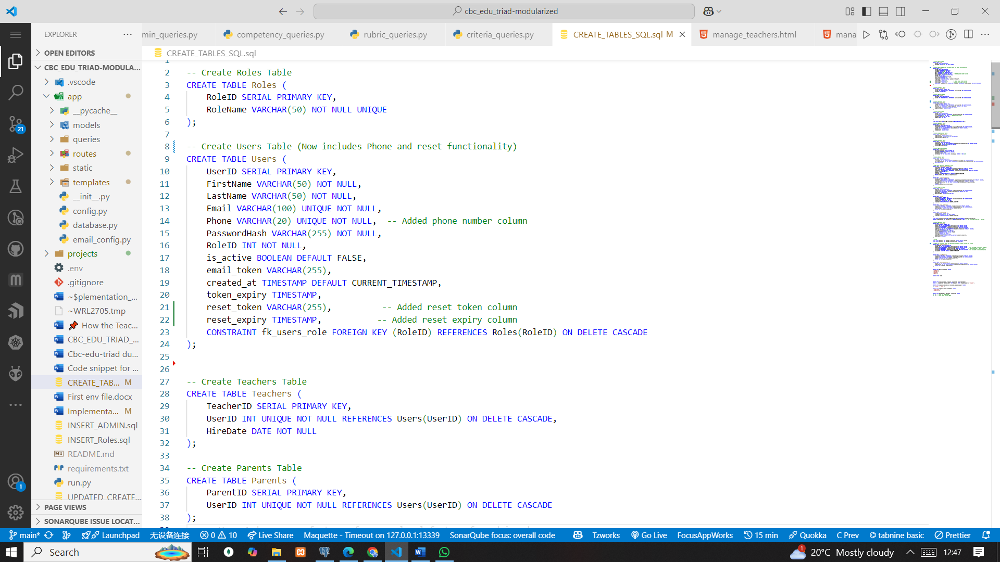 cbc_edu_triad-modularized
EXPLORER
min_queries.py
competency_queries.py
rubric_queries.py
criteria_queries.py
CREATE_TABLES_SQL.sql M
manage_teachers.html
mana
OPEN EDITORS
CBC_EDU_TRIAD-MODULA...
.vscode
app
__pycache__
models
queries
routes
static
templates
__init__.py
config.py
database.py
email_config.py
projects
.env
.gitignore
~$plementation_...
~WRL2705.tmp
How the Teac...
CBC_EDU_TRIAD_...
Cbc-edu-triad du...
Code snippet for ...
CREATE_TAB... M
First env file.docx
Implementa... M
INSERT_ADMIN.sql
INSERT_Roles.sql
README.md
requirements.txt
run.py
UPDATED_CREATE...
PAGE VIEWS
SONARQUBE ISSUE LOCAT...
21
1
CREATE_TABLES_SQL.sql
1
2 -- Create Roles Table
3 CREATE TABLE Roles (
4 RoleID SERIAL PRIMARY KEY,
5 RoleName VARCHAR(50) NOT NULL UNIQUE
6 );
7
8 -- Create Users Table (Now includes Phone and reset functionality)
9 CREATE TABLE Users (
10 UserID SERIAL PRIMARY KEY,
11 FirstName VARCHAR(50) NOT NULL,
12 LastName VARCHAR(50) NOT NULL,
13 Email VARCHAR(100) UNIQUE NOT NULL,
14 Phone VARCHAR(20) UNIQUE NOT NULL, -- Added phone number column
15 PasswordHash VARCHAR(255) NOT NULL,
16 RoleID INT NOT NULL,
17 is_active BOOLEAN DEFAULT FALSE,
18 email_token VARCHAR(255),
19 created_at TIMESTAMP DEFAULT CURRENT_TIMESTAMP,
20 token_expiry TIMESTAMP,
21 reset_token VARCHAR(255), -- Added reset token column
22 reset_expiry TIMESTAMP, -- Added reset expiry column
23 CONSTRAINT fk_users_role FOREIGN KEY (RoleID) REFERENCES Roles(RoleID) ON DELETE CASCADE
24 );
25
26
27 -- Create Teachers Table
28 CREATE TABLE Teachers (
29 TeacherID SERIAL PRIMARY KEY,
30 UserID INT UNIQUE NOT NULL REFERENCES Users(UserID) ON DELETE CASCADE,
31 HireDate DATE NOT NULL
32 );
33
34 -- Create Parents Table
35 CREATE TABLE Parents (
36 ParentID SERIAL PRIMARY KEY,
37 UserID INT UNIQUE NOT NULL REFERENCES Users(UserID) ON DELETE CASCADE
38 );
main* Launchpad 无设备连接 0 10 Live Share Maquette - Timeout on 127.0.0.1:13339 SonarQube focus: overall code Tzworks Go Live FocusAppWorks 15 min Quokka C Prev tabnine basic Prettier
Search
1
20°C Mostly cloudy
12:47